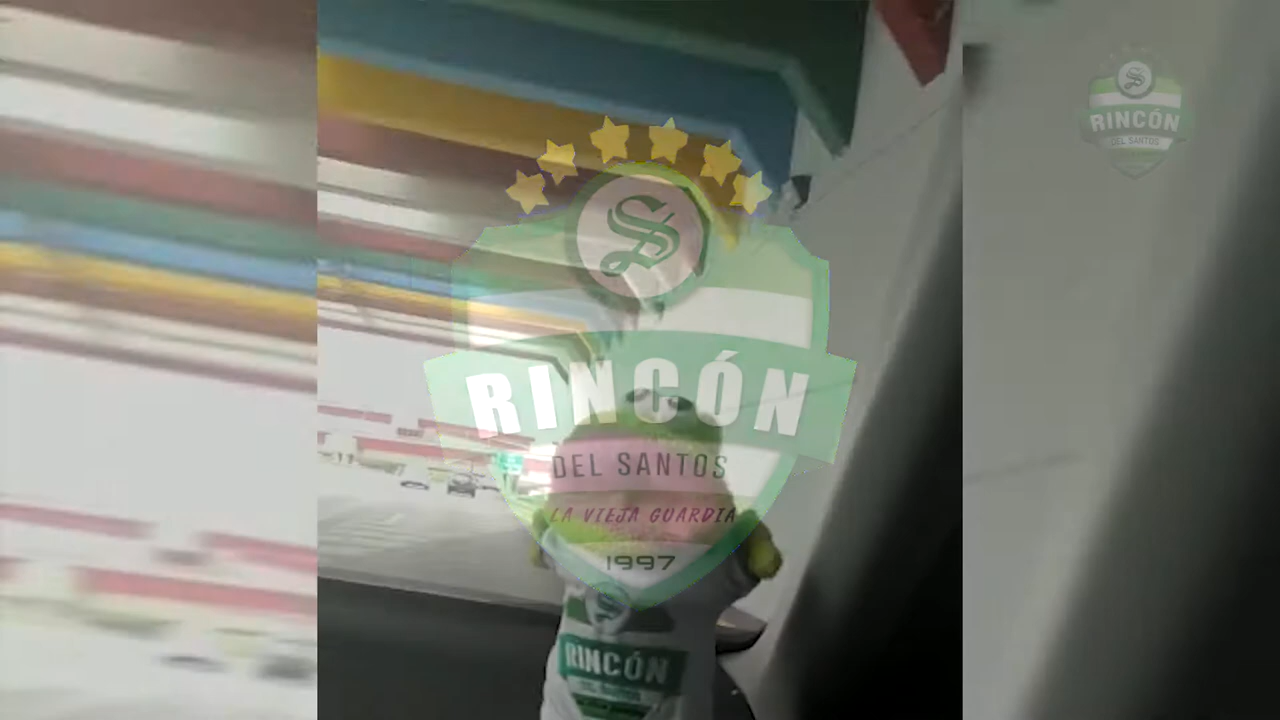 S
RINCÓN
DEL SANTOS
LA VIEJA GUARDIA
1997
S
RINCÓN
DEL SANTOS
RINCÓN